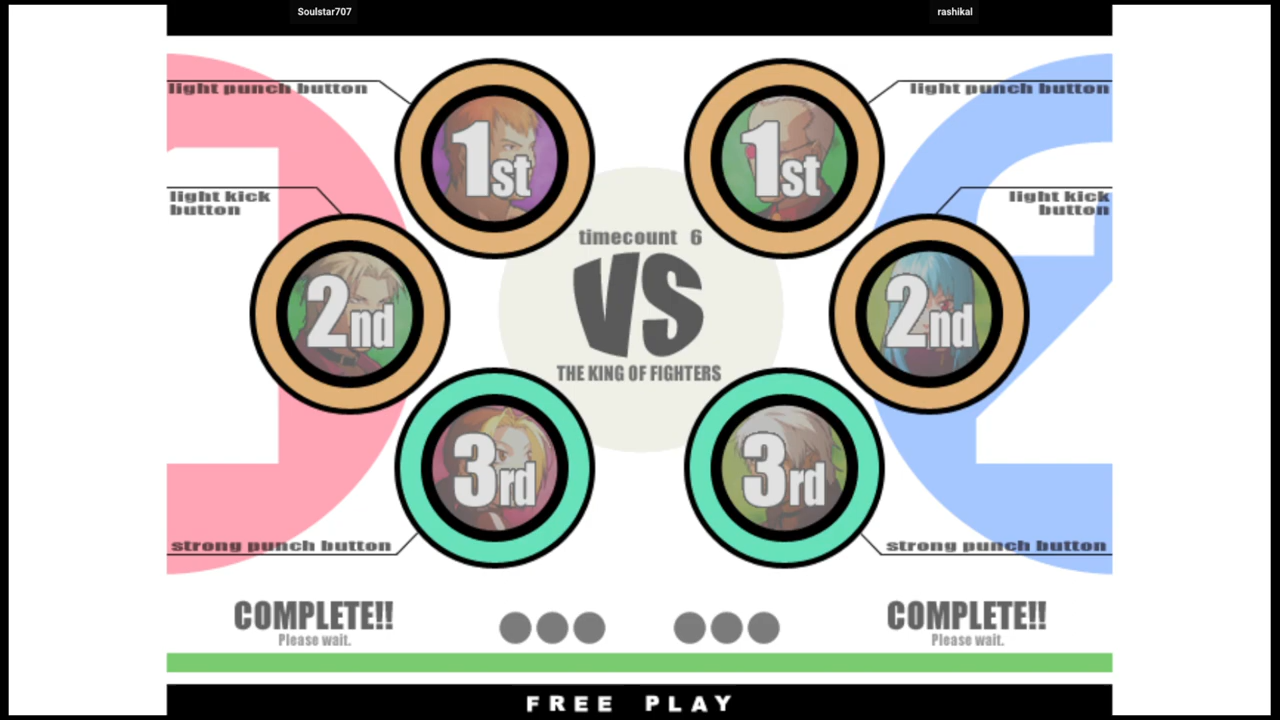 Soulstar707
rashikal
light punch button
light punch button
1st
1st
light kick
button
light kick
button
timecount 6
2nd
VS
2nd
THE KING OF FIGHTERS
3rd
3rd
strong punch button
strong punch button
COMPLETE!!
Please wait.
COMPLETE!!
Please wait.
FREE PLAY